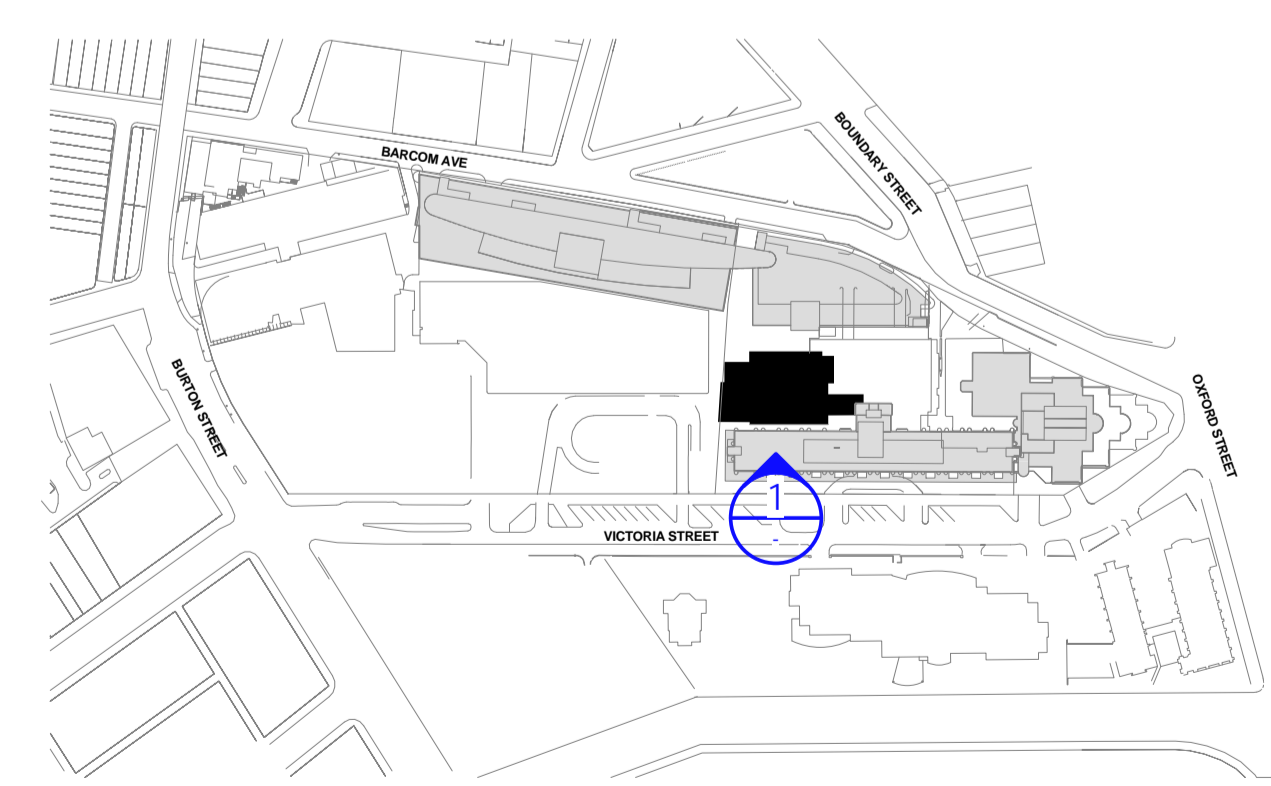 BARCOM AVE
BOUNDARY STREET
BURTON STREET
OXFORD STREET
1
-
VICTORIA STREET